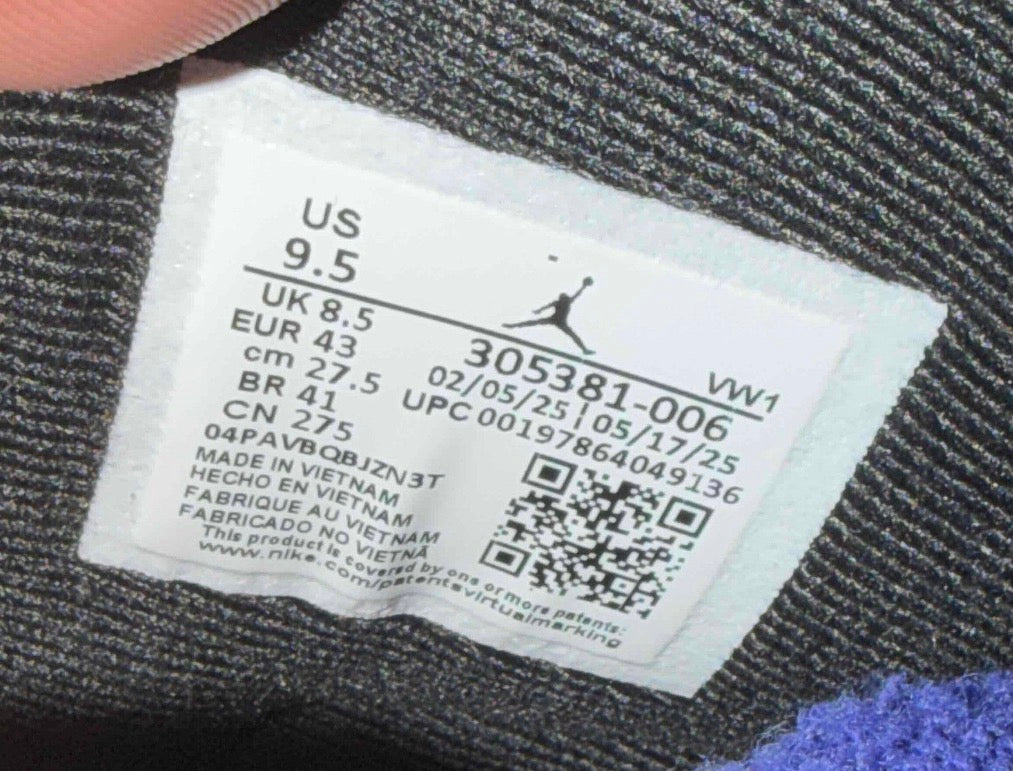 US
9.5
VW1
UK 8.5
EUR 43
cm 27.5
BR 41
CN 275
305381-006
02/05/25 | 05/17/25
UPC 00197864049136
04PAVBQBJZN3T
MADE IN VIETNAM
HECHO EN VIETNAM
FABRIQUE AU VIETNAM
FABRICADO NO VIETNÃ
This product is covered by one or more patents:
www.nike.com/patentsvirtualmarking